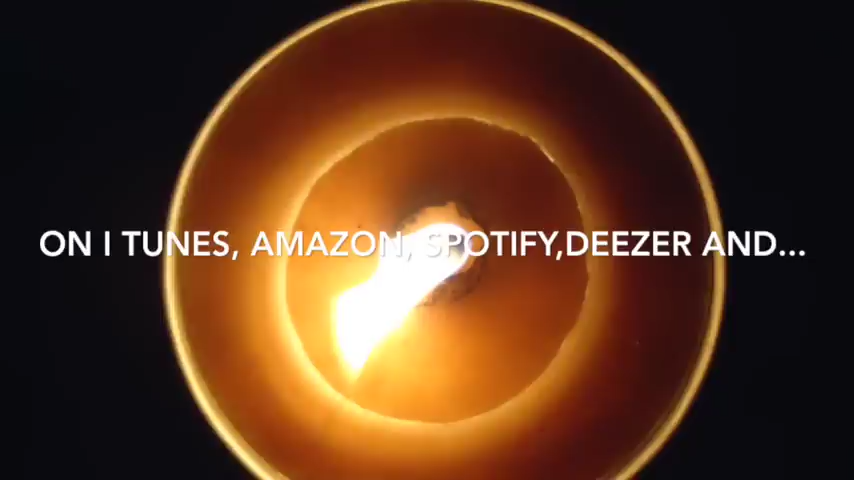 ON I TUNES, AMAZON, SPOTIFY,DEEZER AND...